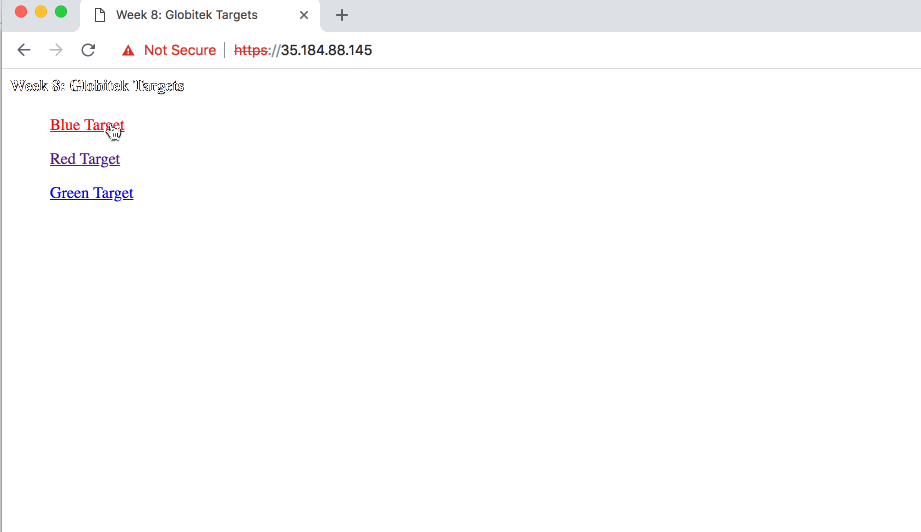 Week 8: Globitek Targets
Not Secure | https://35.184.88.145
Week 8: Globitek Targets
Blue Target
Red Target
Green Target